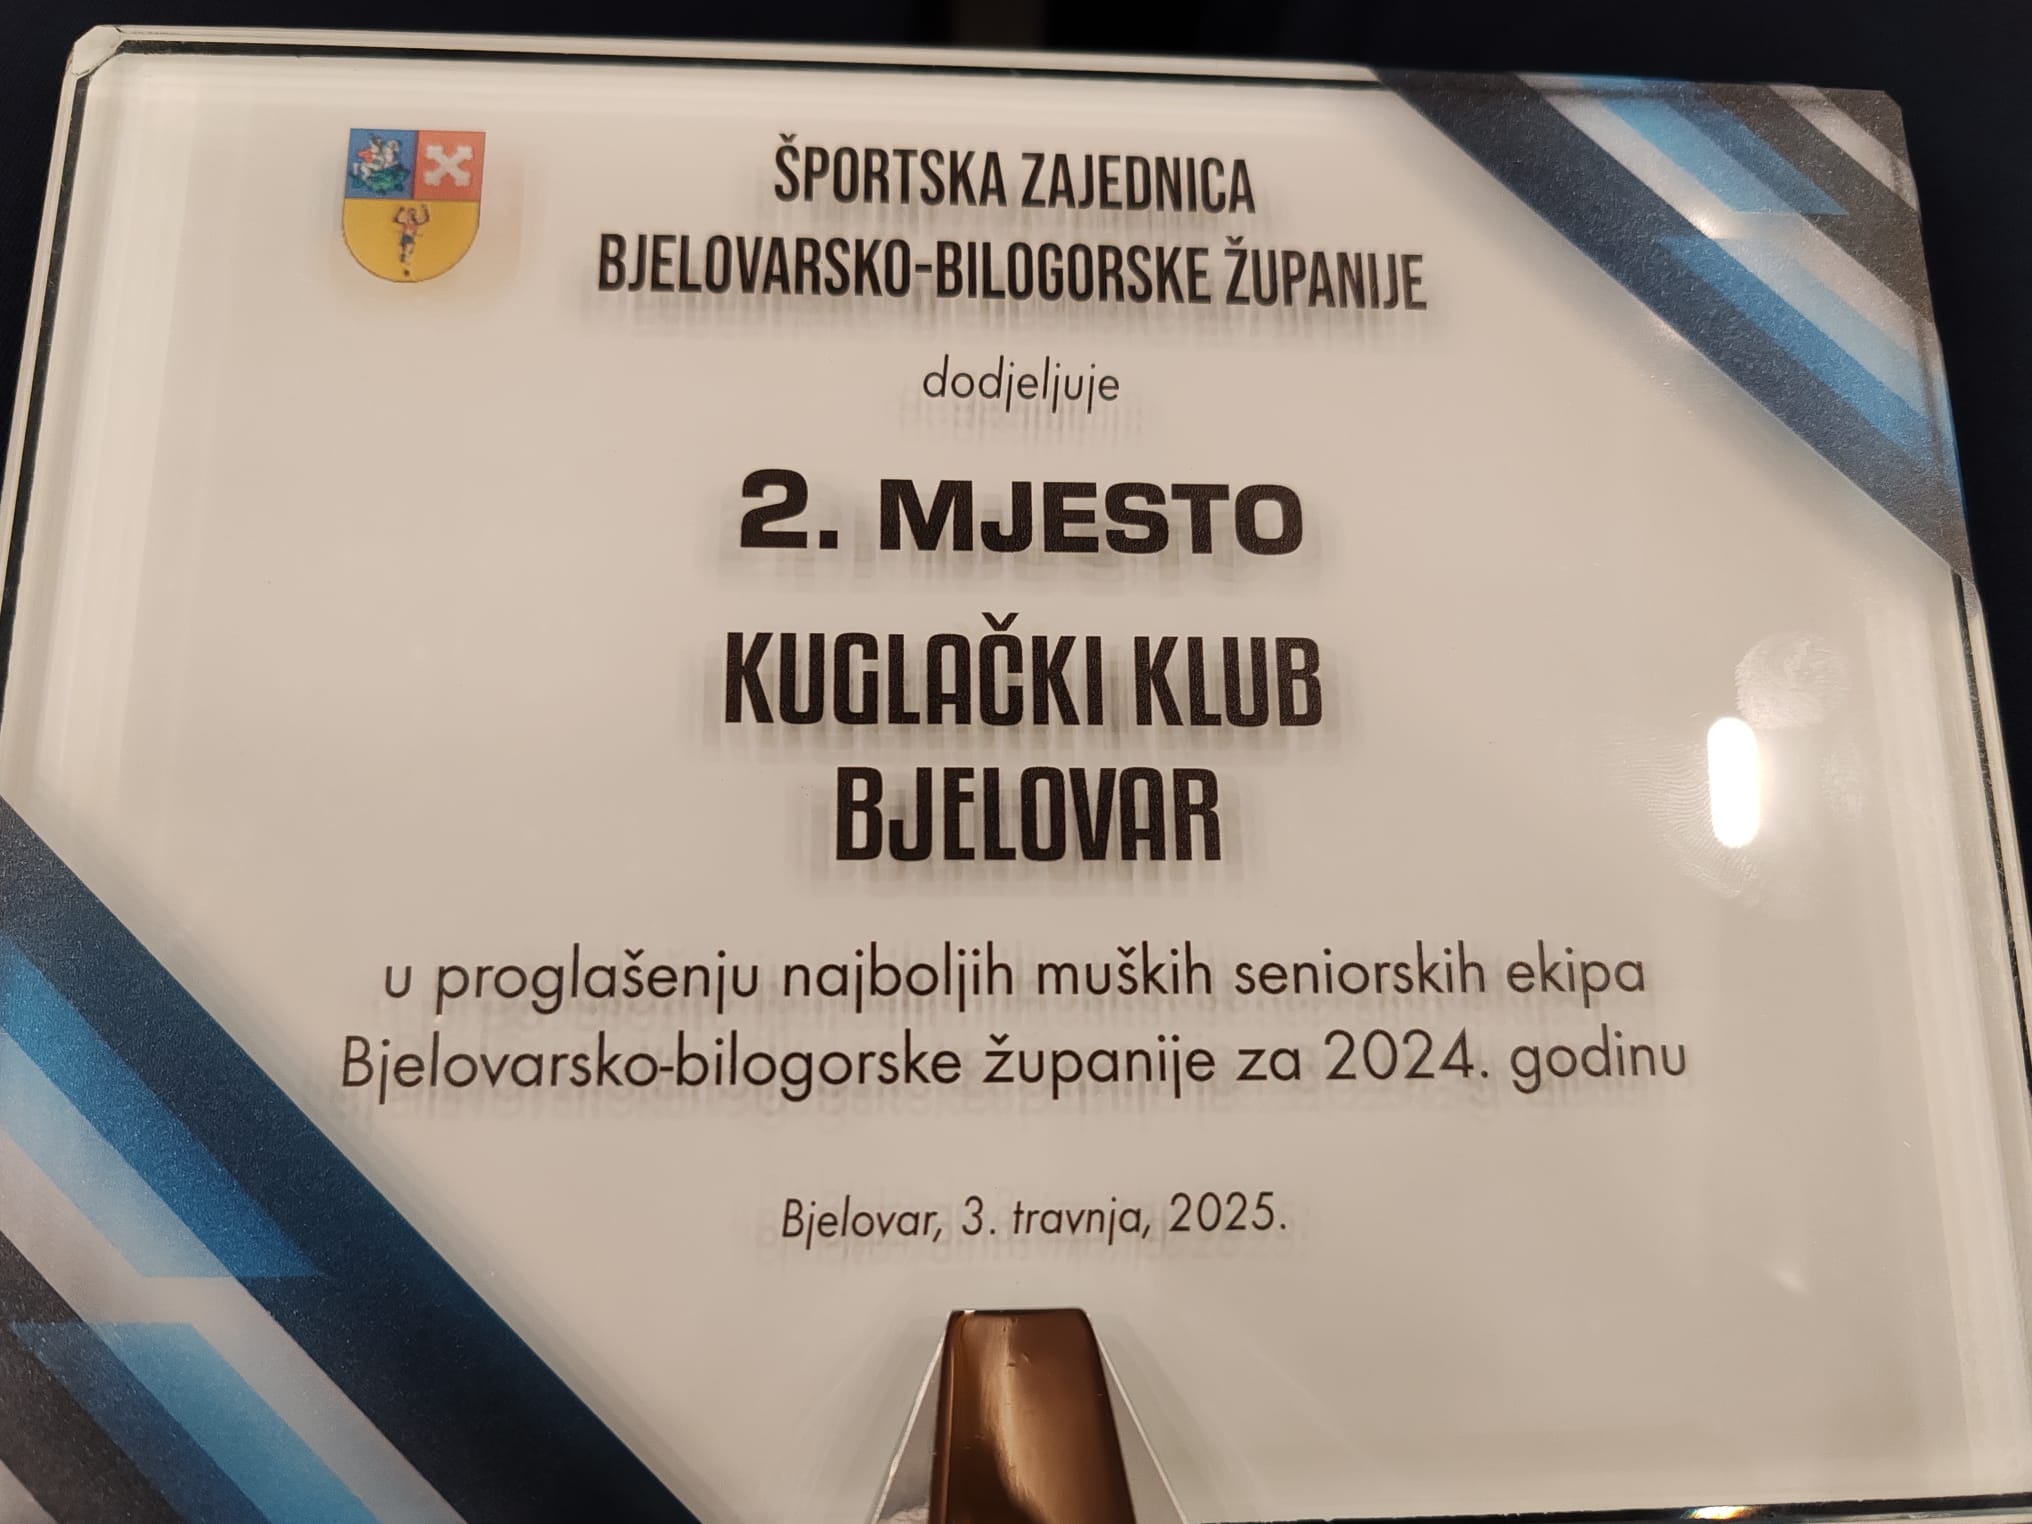 ŠPORTSKA ZAJEDNICA
BJELOVARSKO-BILOGORSKE ŽUPANIJE
dodjeljuje
2. MJESTO
KUGLAČKI KLUB
BJELOVAR
u proglašenju najboljih muških seniorskih ekipa
Bjelovarsko-bilogorske županije za 2024. godinu
Bjelovar, 3. travnja, 2025.